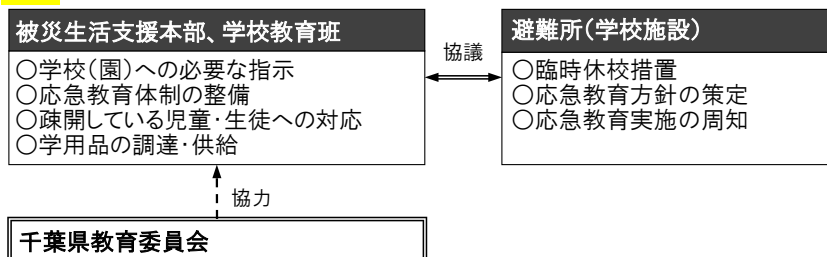 被災生活支援本部、学校教育班
○学校(園)への必要な指示
○応急教育体制の整備
○疎開している児童・生徒への対応
○学用品の調達・供給
協議
避難所(学校施設)
○臨時休校措置
○応急教育方針の策定
○応急教育実施の周知
協力
千葉県教育委員会